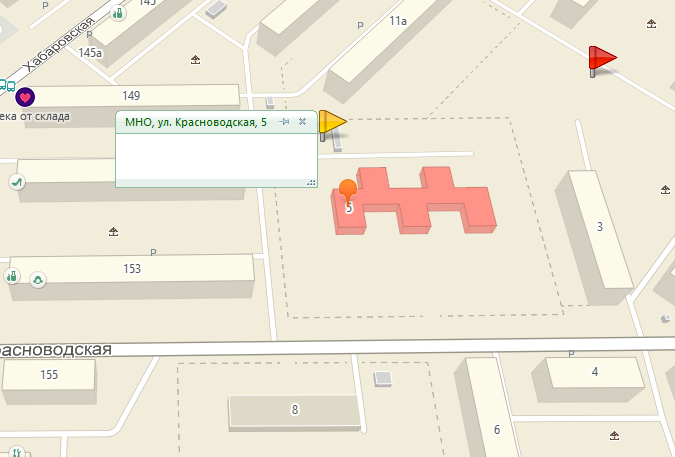 145
Хабаровская
P
11а
P
145а
149
ека от склада
МНО, ул. Красноводская, 5
5
3
P
153
расноводская
155
P
4
8
6